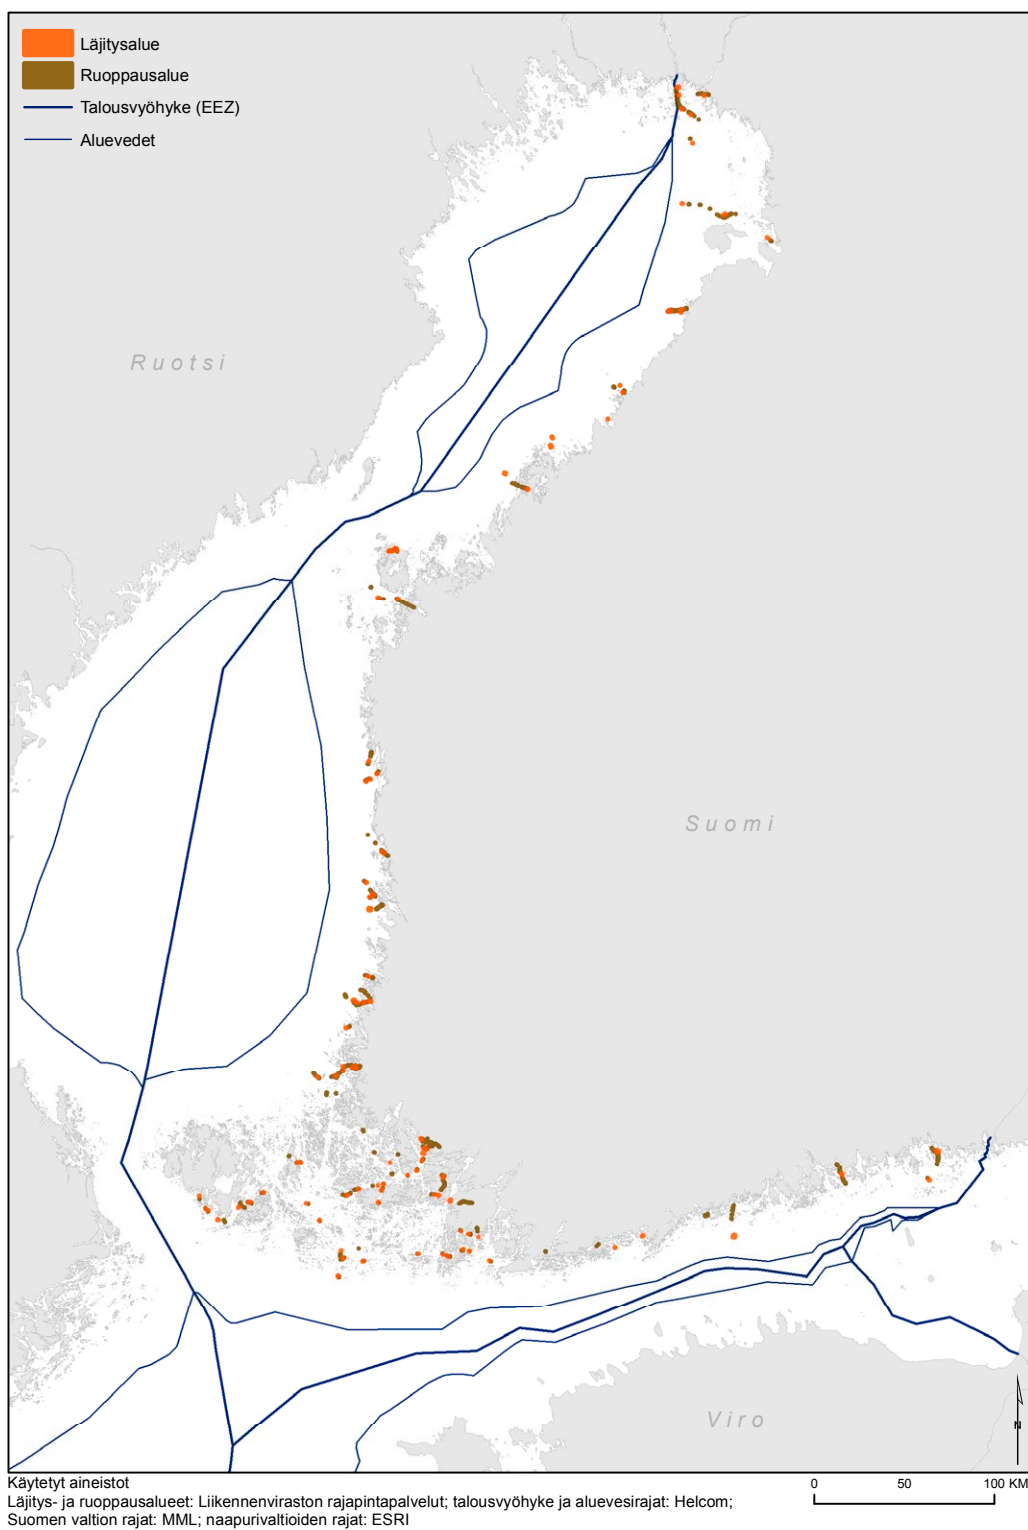 Läjitysalue
Ruoppausalue
Talousvyöhyke (EEZ)
Aluevedet
Ruotsi
Suomi
Viro
N
Käytetyt aineistot
0 50 100 KM
Läjitys- ja ruoppausalueet: Liikennenviraston rajapintapalvelut; talousvyöhyke ja aluevesirajat: Helcom;
Suomen valtion rajat: MML; naapurivaltioiden rajat: ESRI